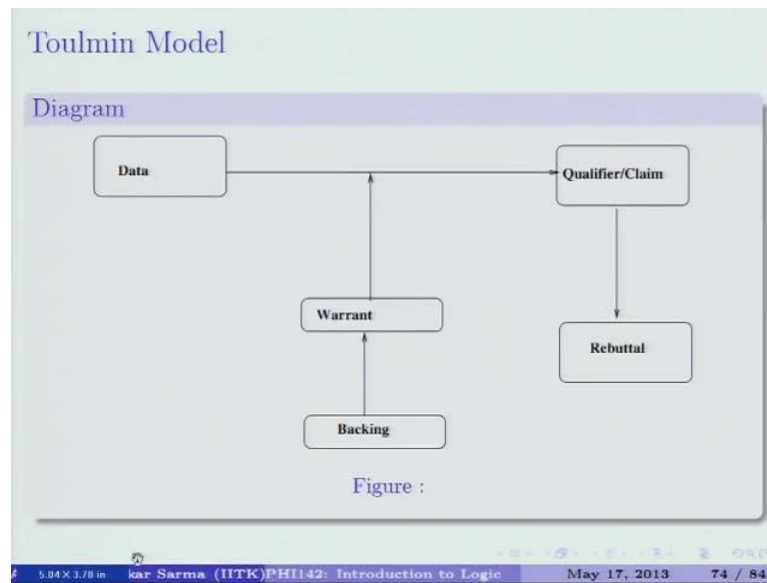 Toulmin Model
Diagram
Data
Qualifier/Claim
Warrant
Rebuttal
Backing
Figure :
5.04 × 3.78 in kar Sarma (IITK)PHI142: Introduction to Logic May 17, 2013 74 / 84